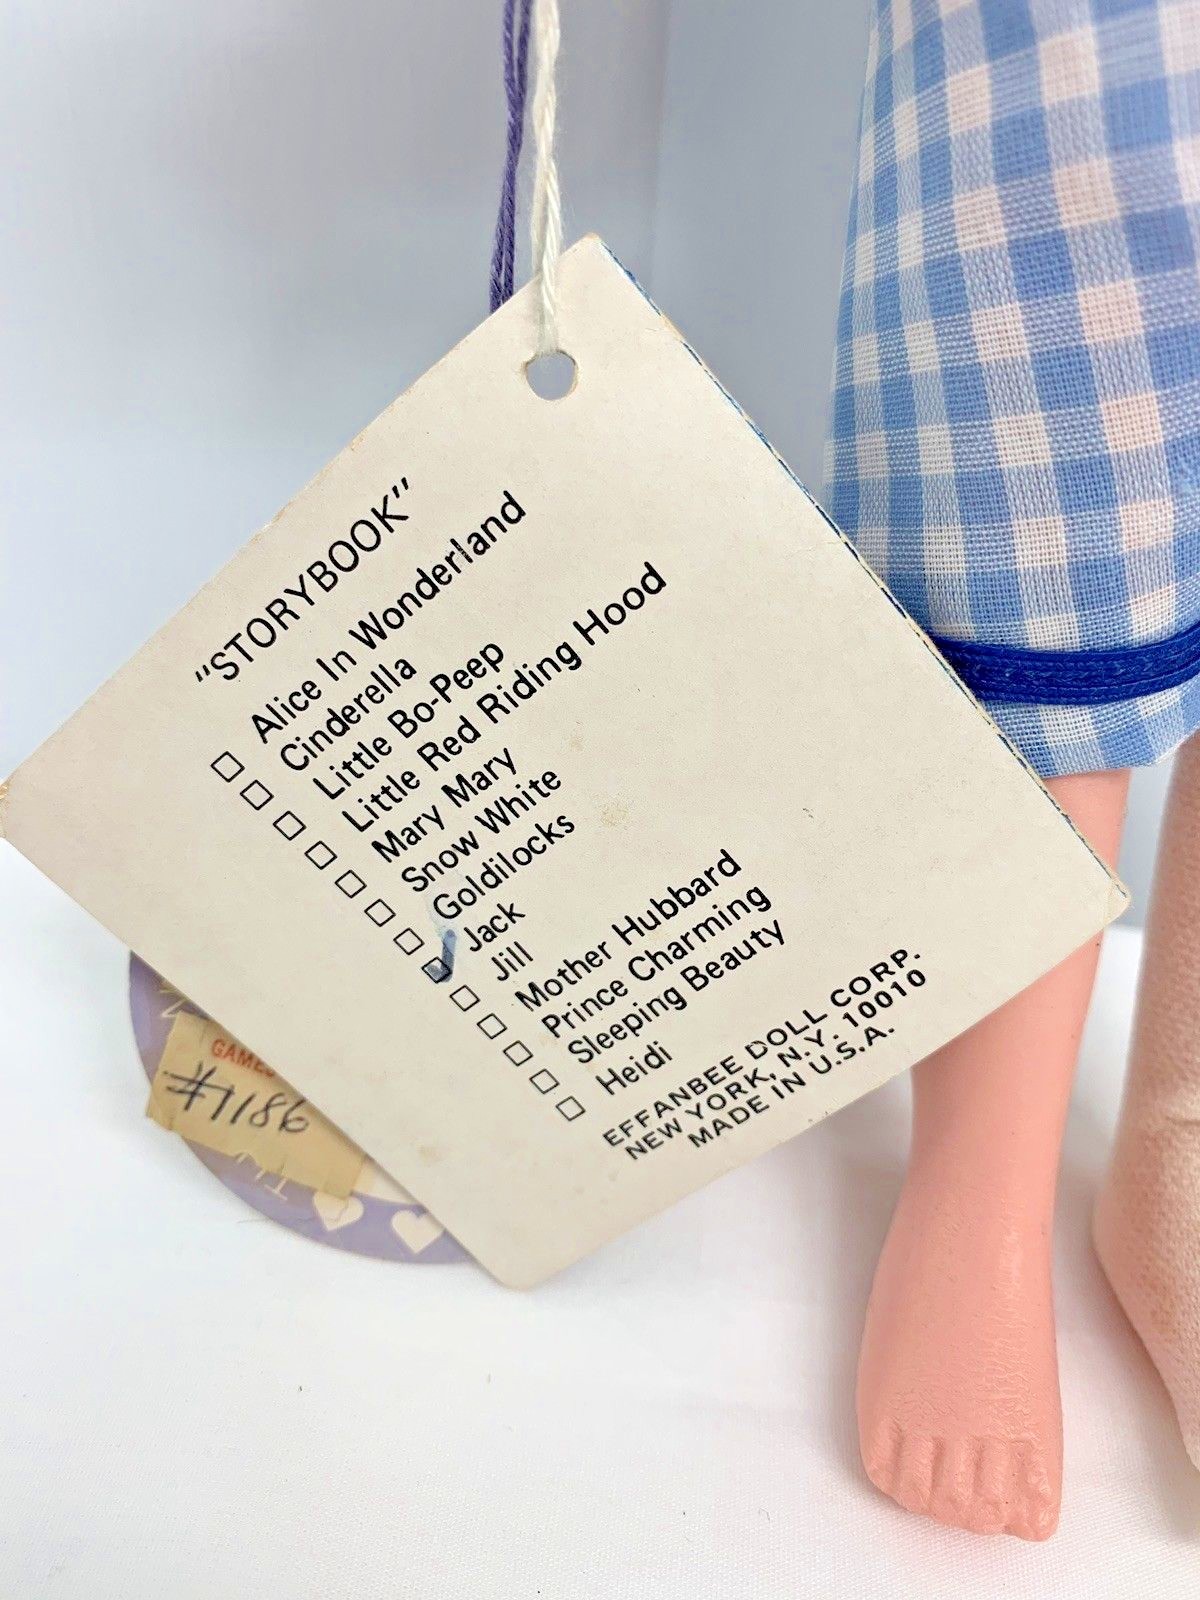 "STORYBOOK"
Alice In Wonderland
Cinderella
Little Bo-Peep
Little Red Riding Hood
Mary Mary
Snow White
Goldilocks
Jack
Jill
Mother Hubbard
Prince Charming
Sleeping Beauty
Heidi
EFFANBEE DOLL CORP.
NEW YORK, N.Y. 10010
MADE IN U.S.A.
GAMES
#1186